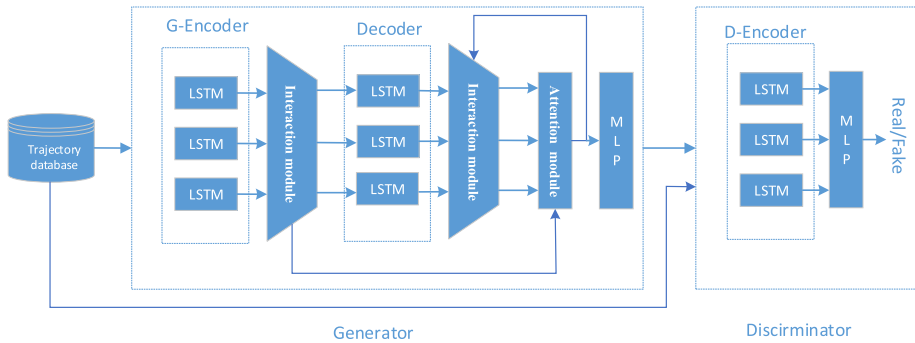 G-Encoder
Decoder
D-Encoder
Trajectory
database
LSTM
LSTM
LSTM
Interaction module
LSTM
LSTM
LSTM
Interaction module
Attention module
M
L
P
LSTM
LSTM
LSTM
M
L
P
Real/Fake
Generator
Discirminator